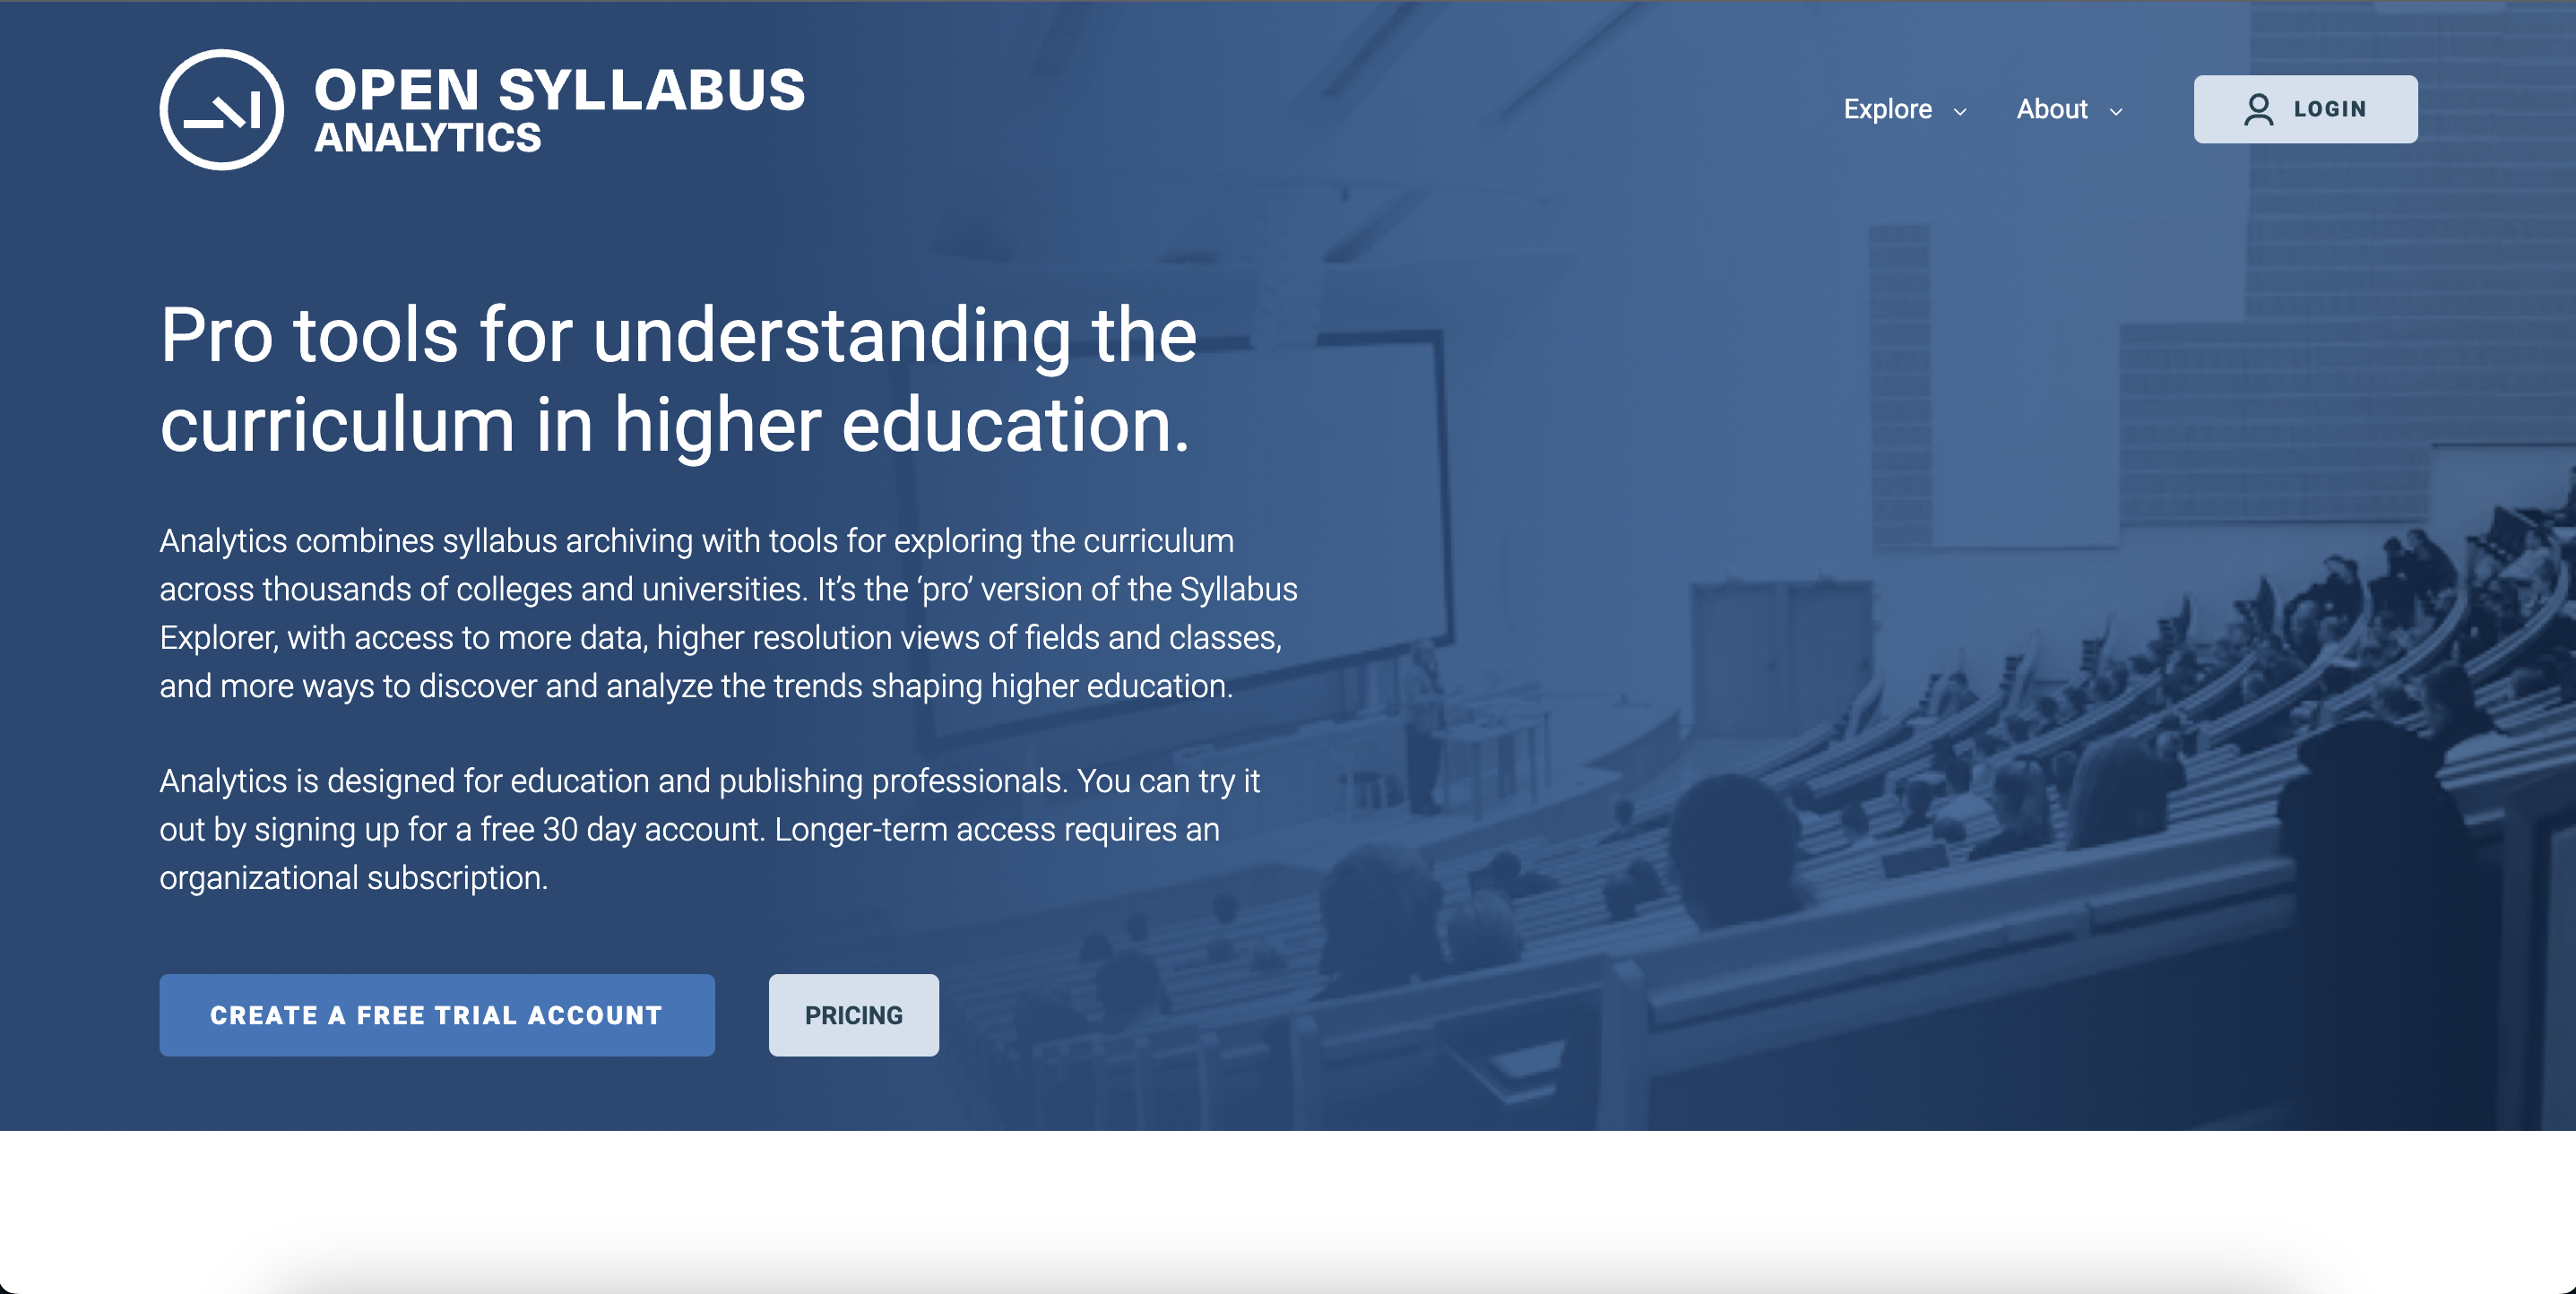 OPEN SYLLABUS
ANALYTICS
Explore
About
LOGIN
Pro tools for understanding the
curriculum in higher education.
Analytics combines syllabus archiving with tools for exploring the curriculum
across thousands of colleges and universities. It’s the ‘pro’ version of the Syllabus
Explorer, with access to more data, higher resolution views of fields and classes,
and more ways to discover and analyze the trends shaping higher education.
Analytics is designed for education and publishing professionals. You can try it
out by signing up for a free 30 day account. Longer-term access requires an
organizational subscription.
CREATE A FREE TRIAL ACCOUNT
PRICING